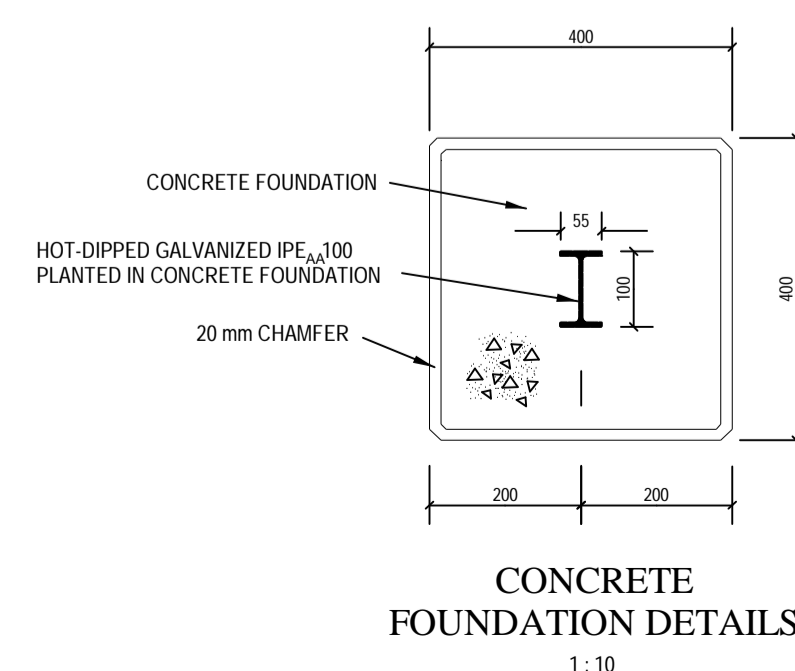 400
CONCRETE FOUNDATION
55
HOT-DIPPED GALVANIZED IPEAA100
PLANTED IN CONCRETE FOUNDATION
100
400
20 mm CHAMFER
200
200
CONCRETE
FOUNDATION DETAILS
1 : 10